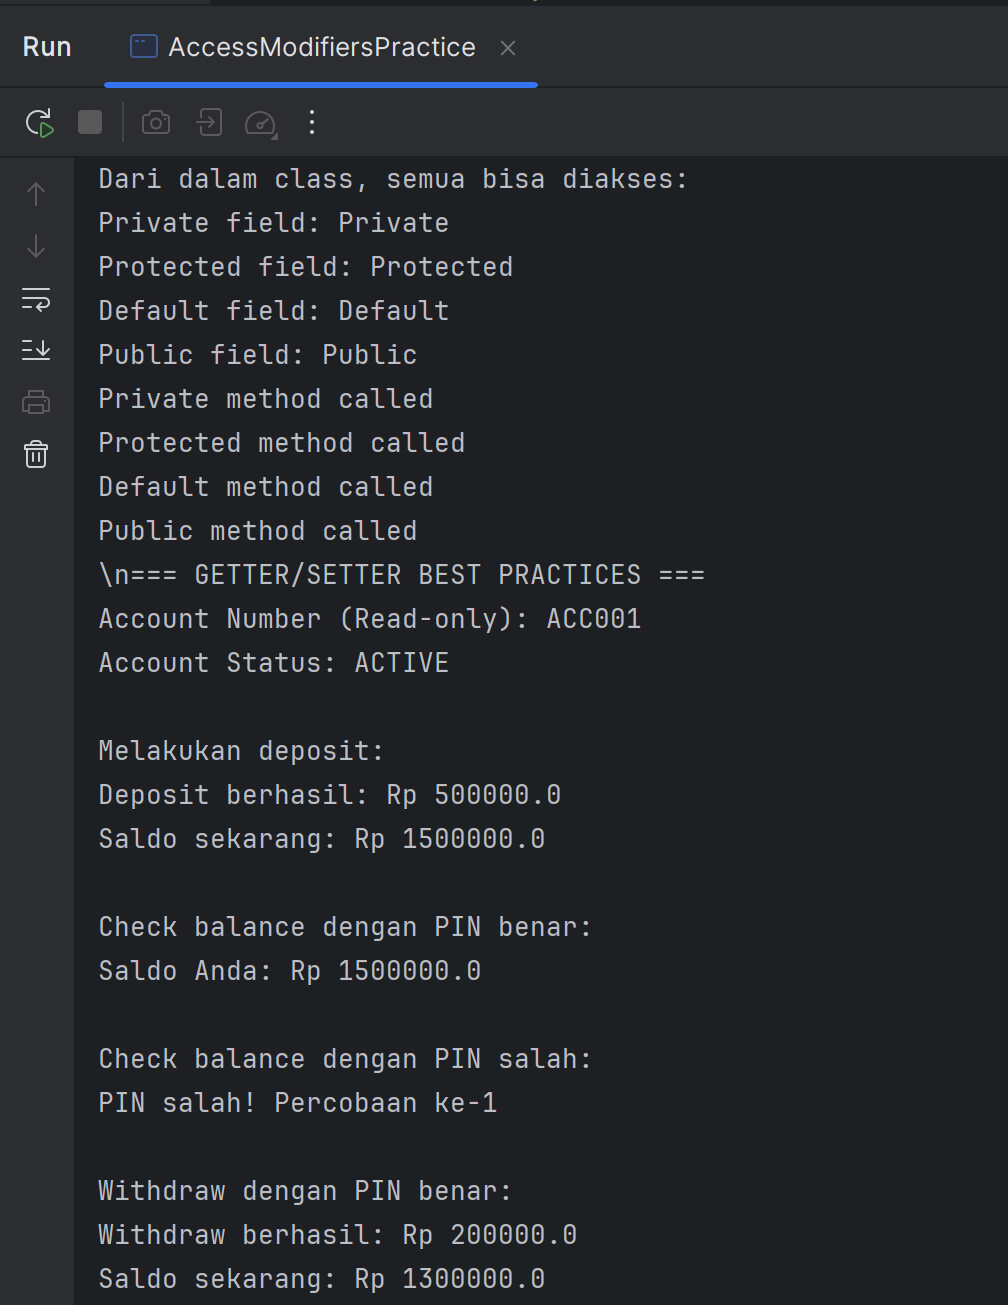 Run
AccessModifiersPractice
Dari dalam class, semua bisa diakses:
Private field: Private
Protected field: Protected
Default field: Default
Public field: Public
Private method called
Protected method called
Default method called
Public method called
\n=== GETTER/SETTER BEST PRACTICES ===
Account Number (Read-only): ACC001
Account Status: ACTIVE
Melakukan deposit:
Deposit berhasil: Rp 500000.0
Saldo sekarang: Rp 1500000.0
Check balance dengan PIN benar:
Saldo Anda: Rp 1500000.0
Check balance dengan PIN salah:
PIN salah! Percobaan ke-1
Withdraw dengan PIN benar:
Withdraw berhasil: Rp 200000.0
Saldo sekarang: Rp 1300000.0